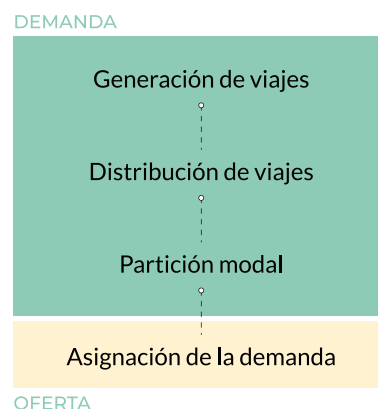 DEMANDA
Generación de viajes
Distribución de viajes
Partición modal
Asignación de la demanda
OFERTA